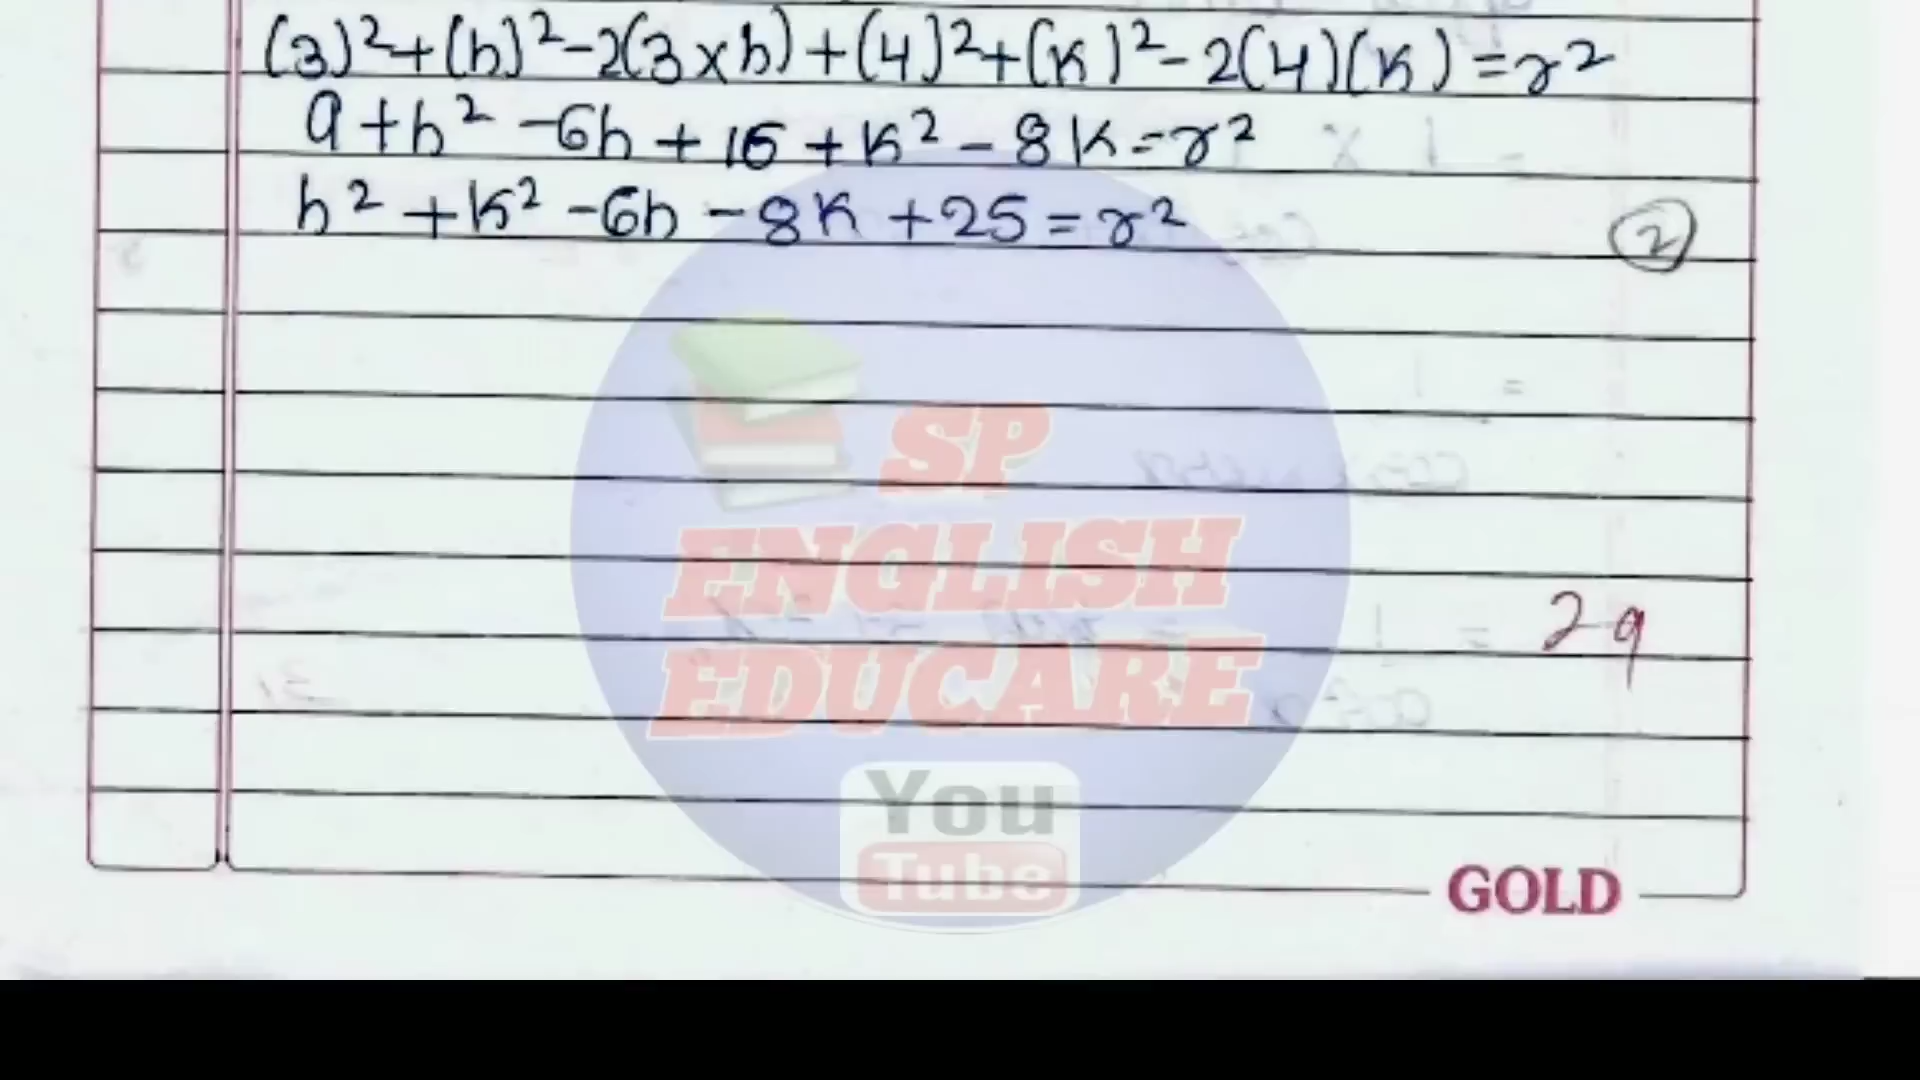 (3)²+(h)²-2(3×h)+(4)²+(k)²-2(4)(k)=r²
9+h²-6h+16+k²-8k=r²
h²+k²-6h-8k+25=r²
2
SP
ENGLISH
29
EDUCARE
You
Tube
GOLD